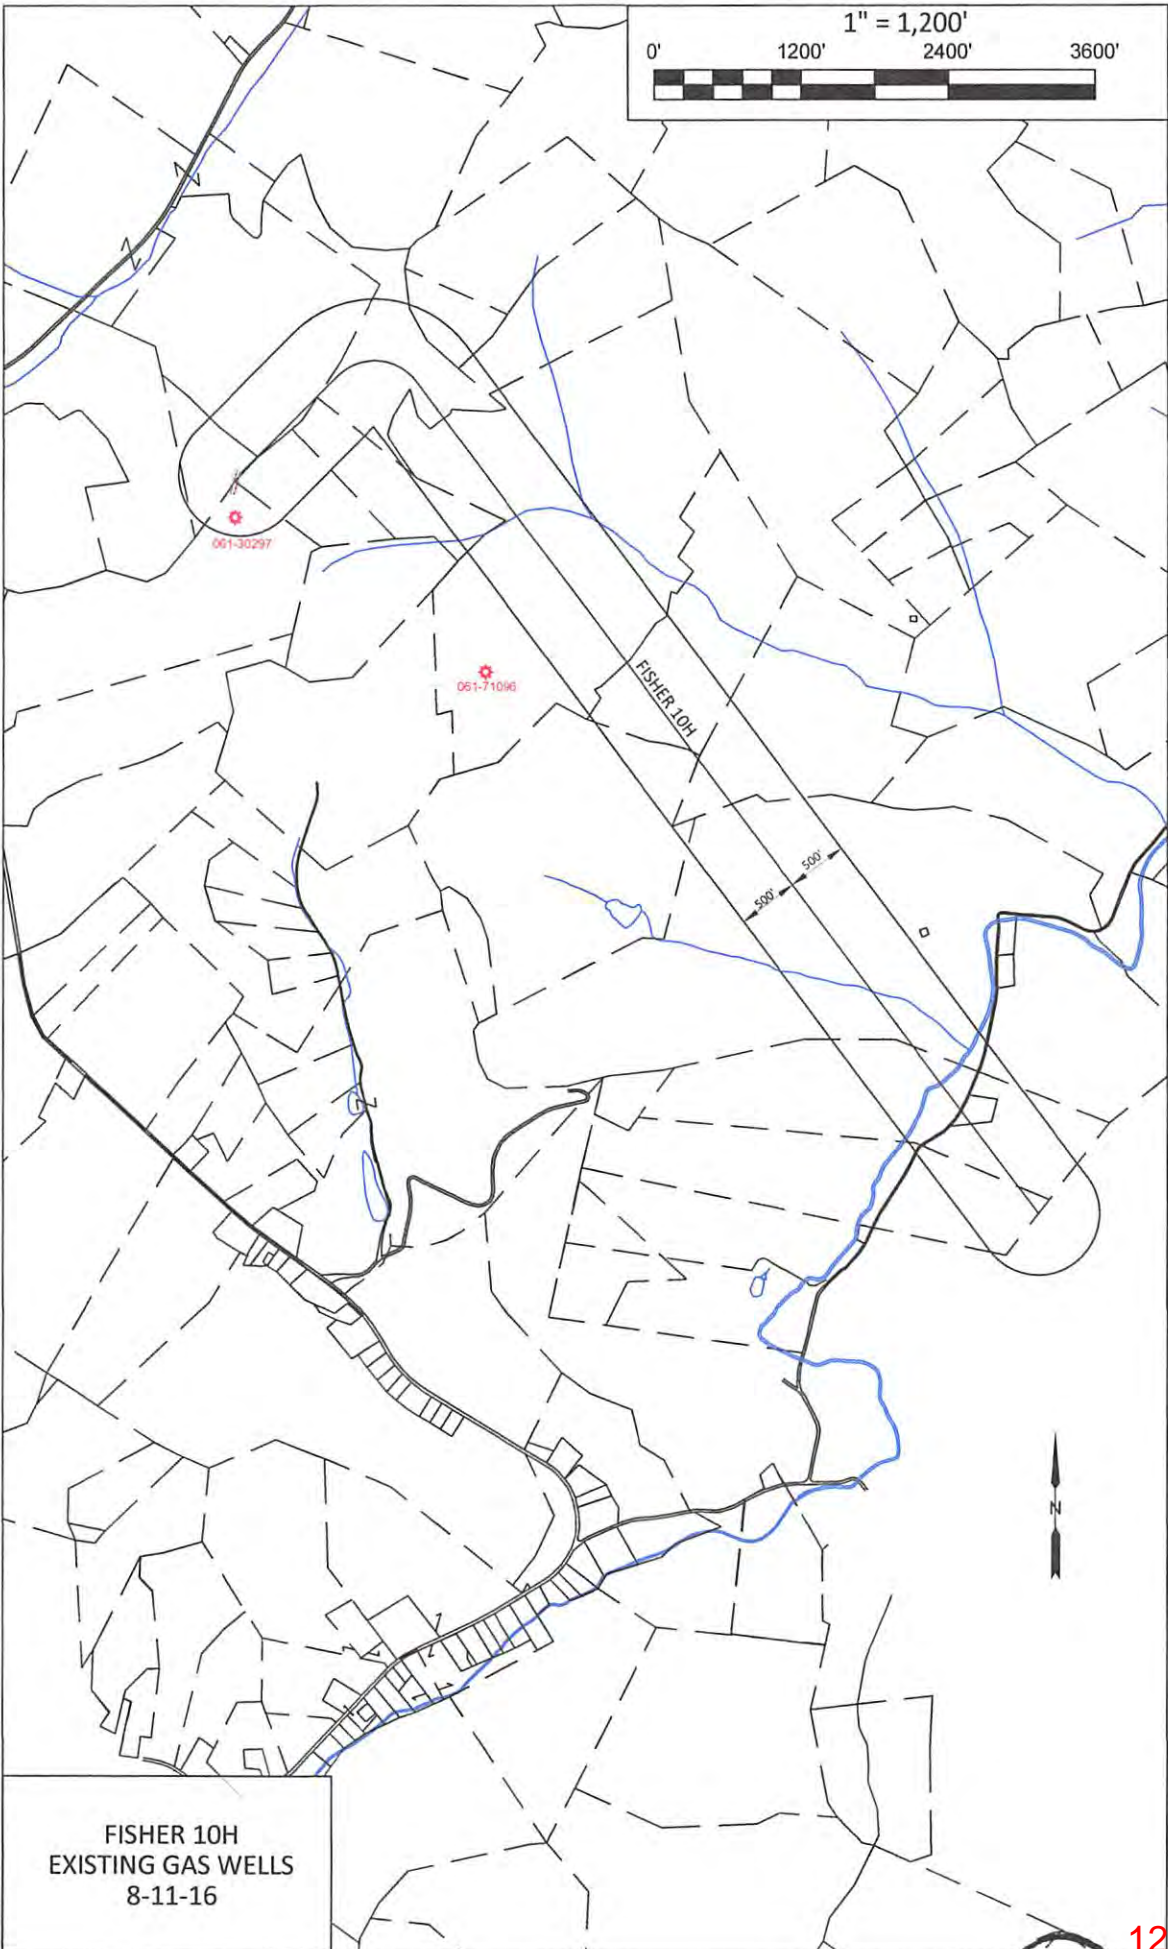 1" = 1,200'
0' 1200' 2400' 3600'
061-30297
061-71096
FISHER 10H
500'
500'
N
FISHER 10H
EXISTING GAS WELLS
8-11-16
12